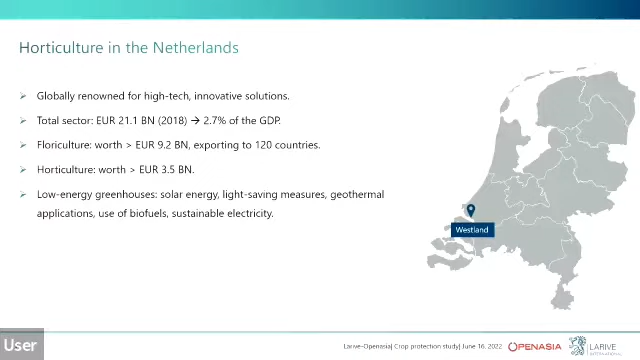 Horticulture in the Netherlands
Globally renowned for high-tech, innovative solutions.
Total sector: EUR 21.1 BN (2018) → 2.7% of the GDP.
Floriculture: worth > EUR 9.2 BN, exporting to 120 countries.
Horticulture: worth > EUR 3.5 BN.
Low-energy greenhouses: solar energy, light-saving measures, geothermal
applications, use of biofuels, sustainable electricity.
Westland
User
Larive-Openasia| Crop protection study| June 16, 2022
OPENASIA
LARIVE
INTERNATIONAL